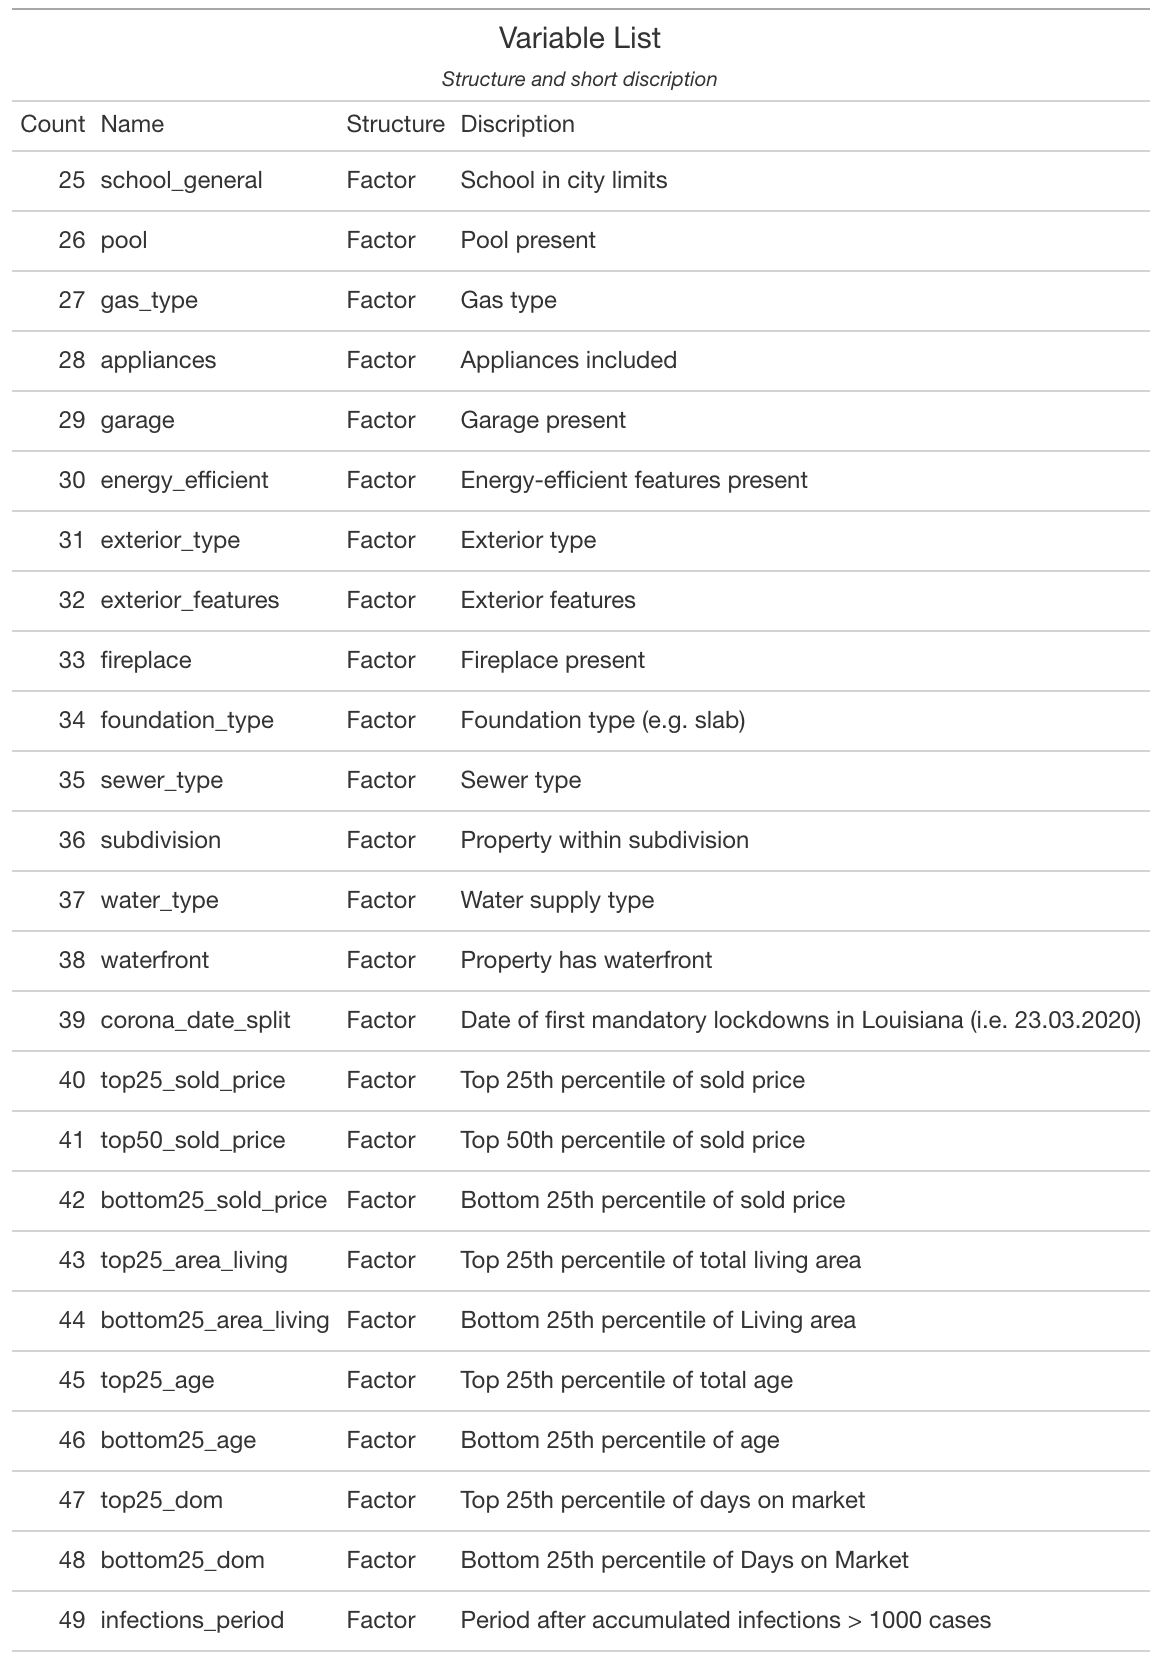 Variable List
Structure and short discription
Count Name Structure Discription
25 school_general Factor School in city limits
26 pool Factor Pool present
27 gas_type Factor Gas type
28 appliances Factor Appliances included
29 garage Factor Garage present
30 energy_efficient Factor Energy-efficient features present
31 exterior_type Factor Exterior type
32 exterior_features Factor Exterior features
33 fireplace Factor Fireplace present
34 foundation_type Factor Foundation type (e.g. slab)
35 sewer_type Factor Sewer type
36 subdivision Factor Property within subdivision
37 water_type Factor Water supply type
38 waterfront Factor Property has waterfront
39 corona_date_split Factor Date of first mandatory lockdowns in Louisiana (i.e. 23.03.2020)
40 top25_sold_price Factor Top 25th percentile of sold price
41 top50_sold_price Factor Top 50th percentile of sold price
42 bottom25_sold_price Factor Bottom 25th percentile of sold price
43 top25_area_living Factor Top 25th percentile of total living area
44 bottom25_area_living Factor Bottom 25th percentile of Living area
45 top25_age Factor Top 25th percentile of total age
46 bottom25_age Factor Bottom 25th percentile of age
47 top25_dom Factor Top 25th percentile of days on market
48 bottom25_dom Factor Bottom 25th percentile of Days on Market
49 infections_period Factor Period after accumulated infections > 1000 cases